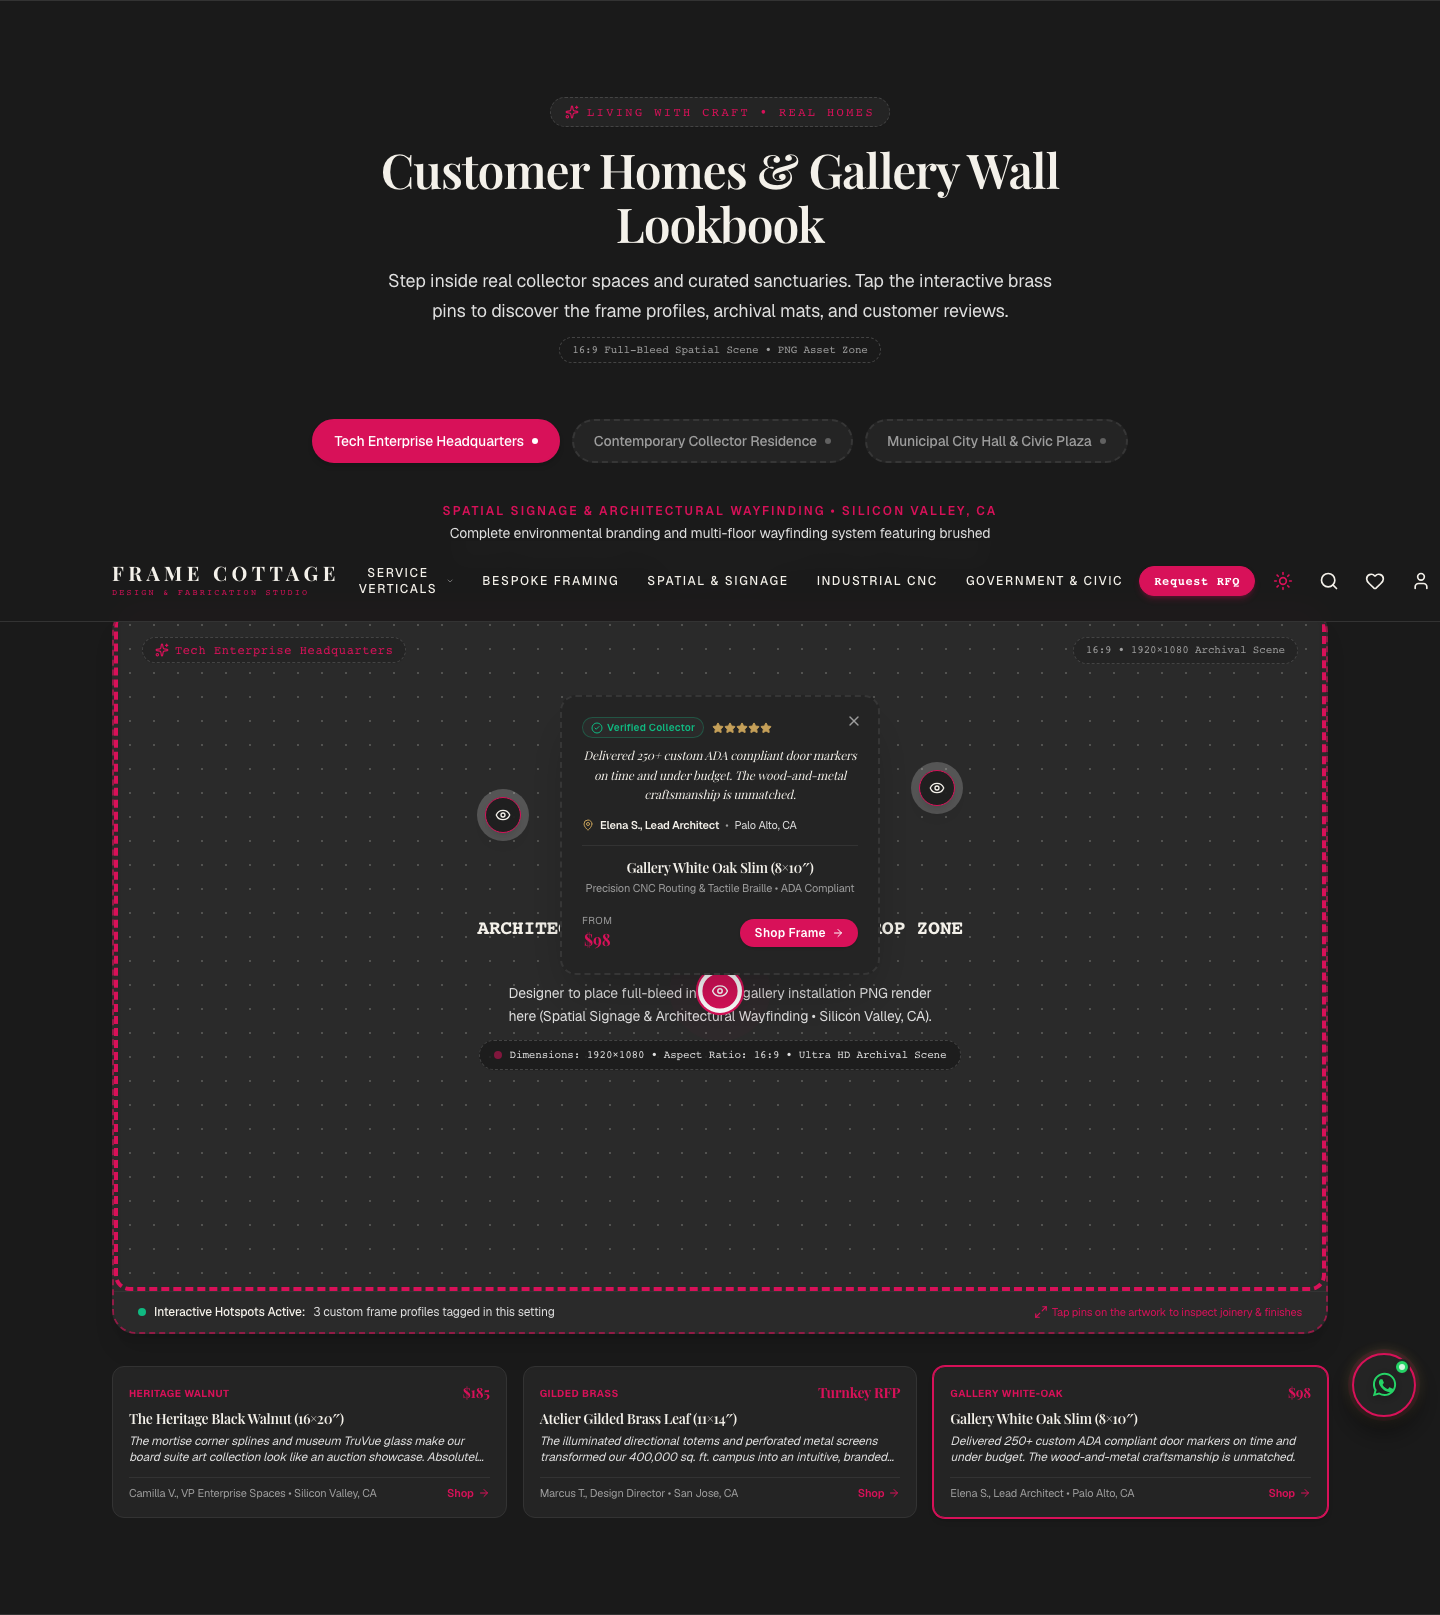 LIVING WITH CRAFT • REAL HOMES
Customer Homes & Gallery Wall
Lookbook
Step inside real collector spaces and curated sanctuaries. Tap the interactive brass
pins to discover the frame profiles, archival mats, and customer reviews.
16:9 Full-Bleed Spatial Scene • PNG Asset Zone
Tech Enterprise Headquarters
Contemporary Collector Residence
Municipal City Hall & Civic Plaza
SPATIAL SIGNAGE & ARCHITECTURAL WAYFINDING • SILICON VALLEY, CA
Complete environmental branding and multi-floor wayfinding system featuring brushed
FRAME COTTAGE
DESIGN & FABRICATION STUDIO
SERVICE
VERTICALS
BESPOKE FRAMING
SPATIAL & SIGNAGE
INDUSTRIAL CNC
GOVERNMENT & CIVIC
Request RFQ
Tech Enterprise Headquarters
16:9 • 1920×1080 Archival Scene
Verified Collector
Delivered 250+ custom ADA compliant door markers
on time and under budget. The wood-and-metal
craftsmanship is unmatched.
Elena S., Lead Architect • Palo Alto, CA
Gallery White Oak Slim (8×10″)
Precision CNC Routing & Tactile Braille • ADA Compliant
FROM
$98
Shop Frame
ZONE
Designer to place full-bleed gallery installation PNG render
here (Spatial Signage & Architectural Wayfinding • Silicon Valley, CA).
Dimensions: 1920×1080 • Aspect Ratio: 16:9 • Ultra HD Archival Scene
Interactive Hotspots Active: 3 custom frame profiles tagged in this setting
Tap pins on the artwork to inspect joinery & finishes
HERITAGE WALNUT
$185
The Heritage Black Walnut (16×20″)
The mortise corner splines and museum TruVue glass make our
board suite art collection look like an auction showcase. Absolutel...
Camilla V., VP Enterprise Spaces • Silicon Valley, CA
Shop
GILDED BRASS
Turnkey RFP
Atelier Gilded Brass Leaf (11×14″)
The illuminated directional totems and perforated metal screens
transformed our 400,000 sq. ft. campus into an intuitive, branded...
Marcus T., Design Director • San Jose, CA
Shop
GALLERY WHITE-OAK
$98
Gallery White Oak Slim (8×10″)
Delivered 250+ custom ADA compliant door markers on time and
under budget. The wood-and-metal craftsmanship is unmatched.
Elena S., Lead Architect • Palo Alto, CA
Shop